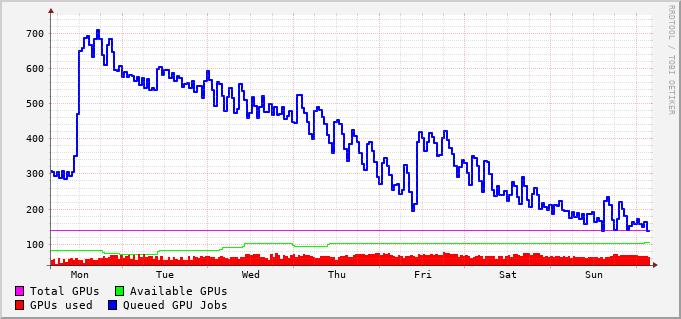 RRDTOOL / TOBI OETIKER
700
600
500
400
300
200
100
Mon Tue Wed Thu Fri Sat Sun
Total GPUs Available GPUs
GPUs used Queued GPU Jobs